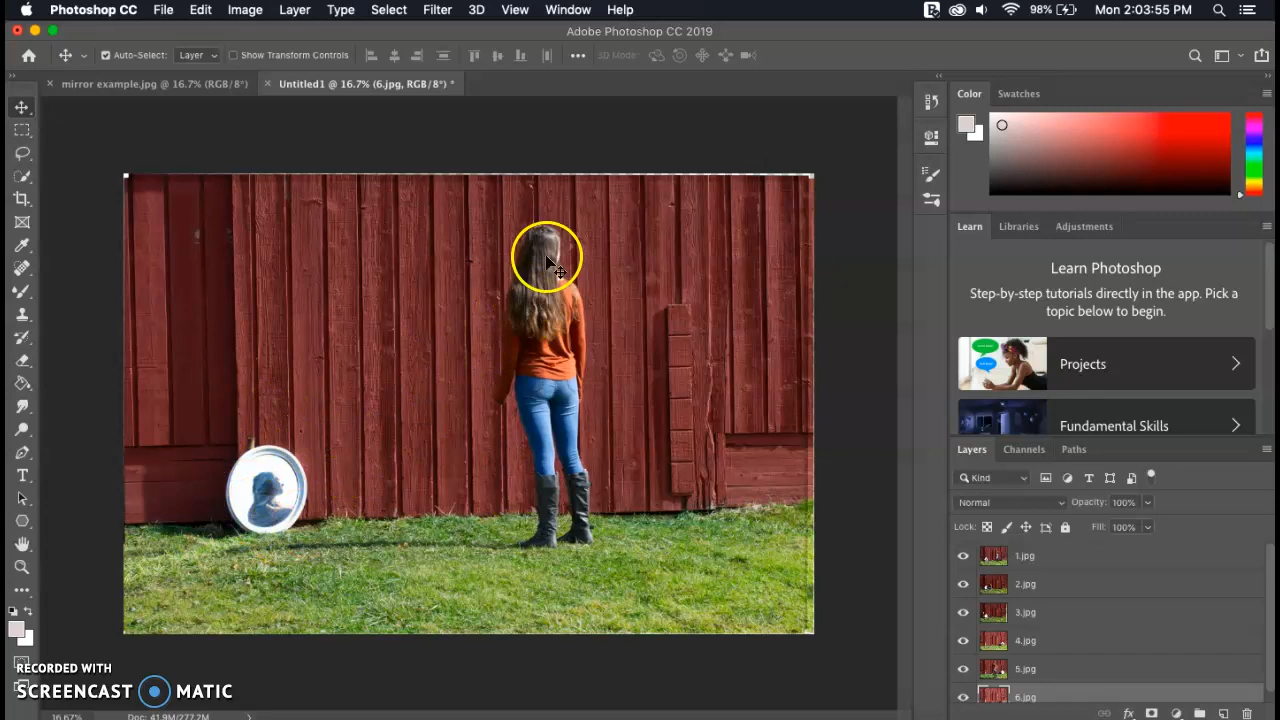 Photoshop CC File Edit Image Layer Type Select Filter 3D View Window Help 98% Mon 2:03:55 PM
Adobe Photoshop CC 2019
Auto-Select: Layer Show Transform Controls 3D Mode:
mirror example.jpg @ 16.7% (RGB/8*) Untitled1 @ 16.7% (6.jpg, RGB/8*) *
Color Swatches
Learn Libraries Adjustments
Learn Photoshop
Step-by-step tutorials directly in the app. Pick a
topic below to begin.
Projects
Fundamental Skills
Layers Channels Paths
Kind
Normal Opacity: 100%
Lock: Fill: 100%
1.jpg
2.jpg
3.jpg
4.jpg
5.jpg
6.jpg
RECORDED WITH
SCREENCAST MATIC
16.67% Doc: 41.9M/277.2M